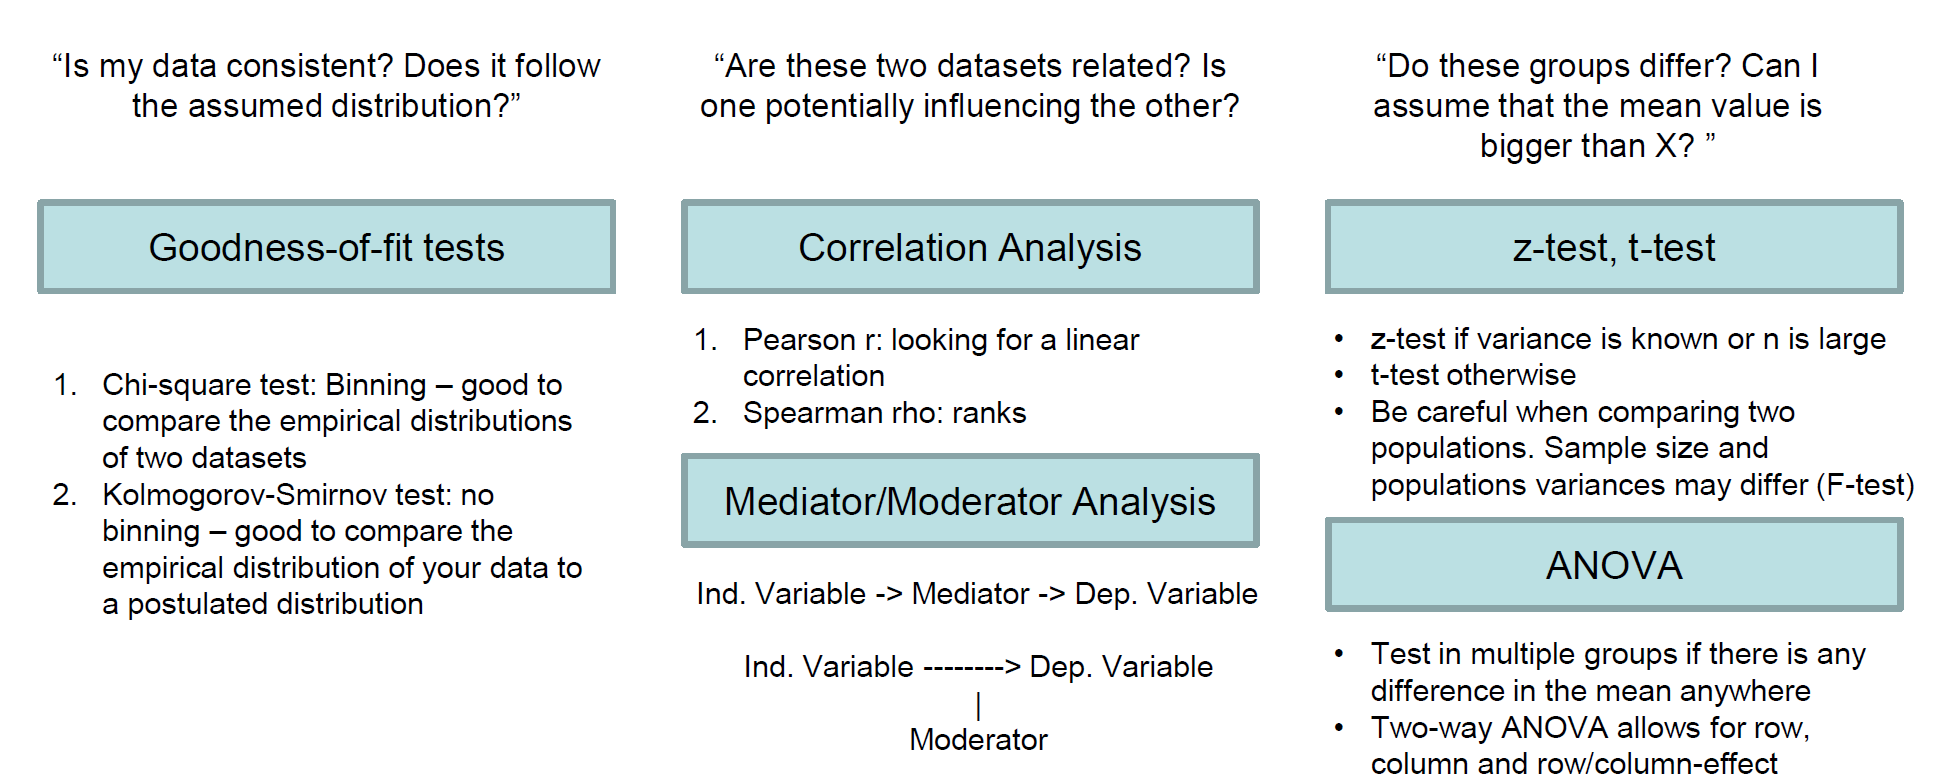 “Is my data consistent? Does it follow
the assumed distribution?”
Goodness-of-fit tests
1. Chi-square test: Binning – good to
compare the empirical distributions
of two datasets
2. Kolmogorov-Smirnov test: no
binning – good to compare the
empirical distribution of your data to
a postulated distribution
“Are these two datasets related? Is
one potentially influencing the other?
Correlation Analysis
1. Pearson r: looking for a linear
correlation
2. Spearman rho: ranks
Mediator/Moderator Analysis
Ind. Variable -> Mediator -> Dep. Variable
Ind. Variable --------> Dep. Variable
|
Moderator
“Do these groups differ? Can I
assume that the mean value is
bigger than X? ”
z-test, t-test
• z-test if variance is known or n is large
• t-test otherwise
• Be careful when comparing two
populations. Sample size and
populations variances may differ (F-test)
ANOVA
• Test in multiple groups if there is any
difference in the mean anywhere
• Two-way ANOVA allows for row,
column and row/column-effect